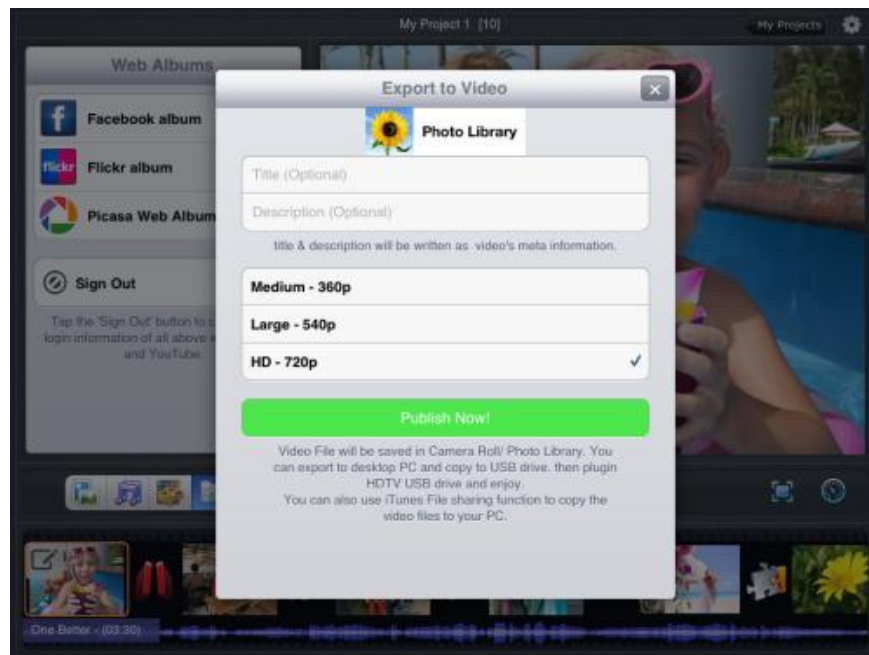 My Project 1 [10]
My Projects
Web Albums
Facebook album
flickr
Flickr album
Picasa Web Album
Sign Out
Tap the 'Sign Out' button to
login information of all above
and YouTube.
Export to Video
Photo Library
Title (Optional)
Description (Optional)
title & description will be written as video's meta information.
Medium - 360p
Large - 540p
HD - 720p
Publish Now!
Video File will be saved in Camera Roll/ Photo Library. You
can export to desktop PC and copy to USB drive, then plugin
HDTV USB drive and enjoy.
You can also use iTunes File sharing function to copy the
video files to your PC.
One Better - (03:30)